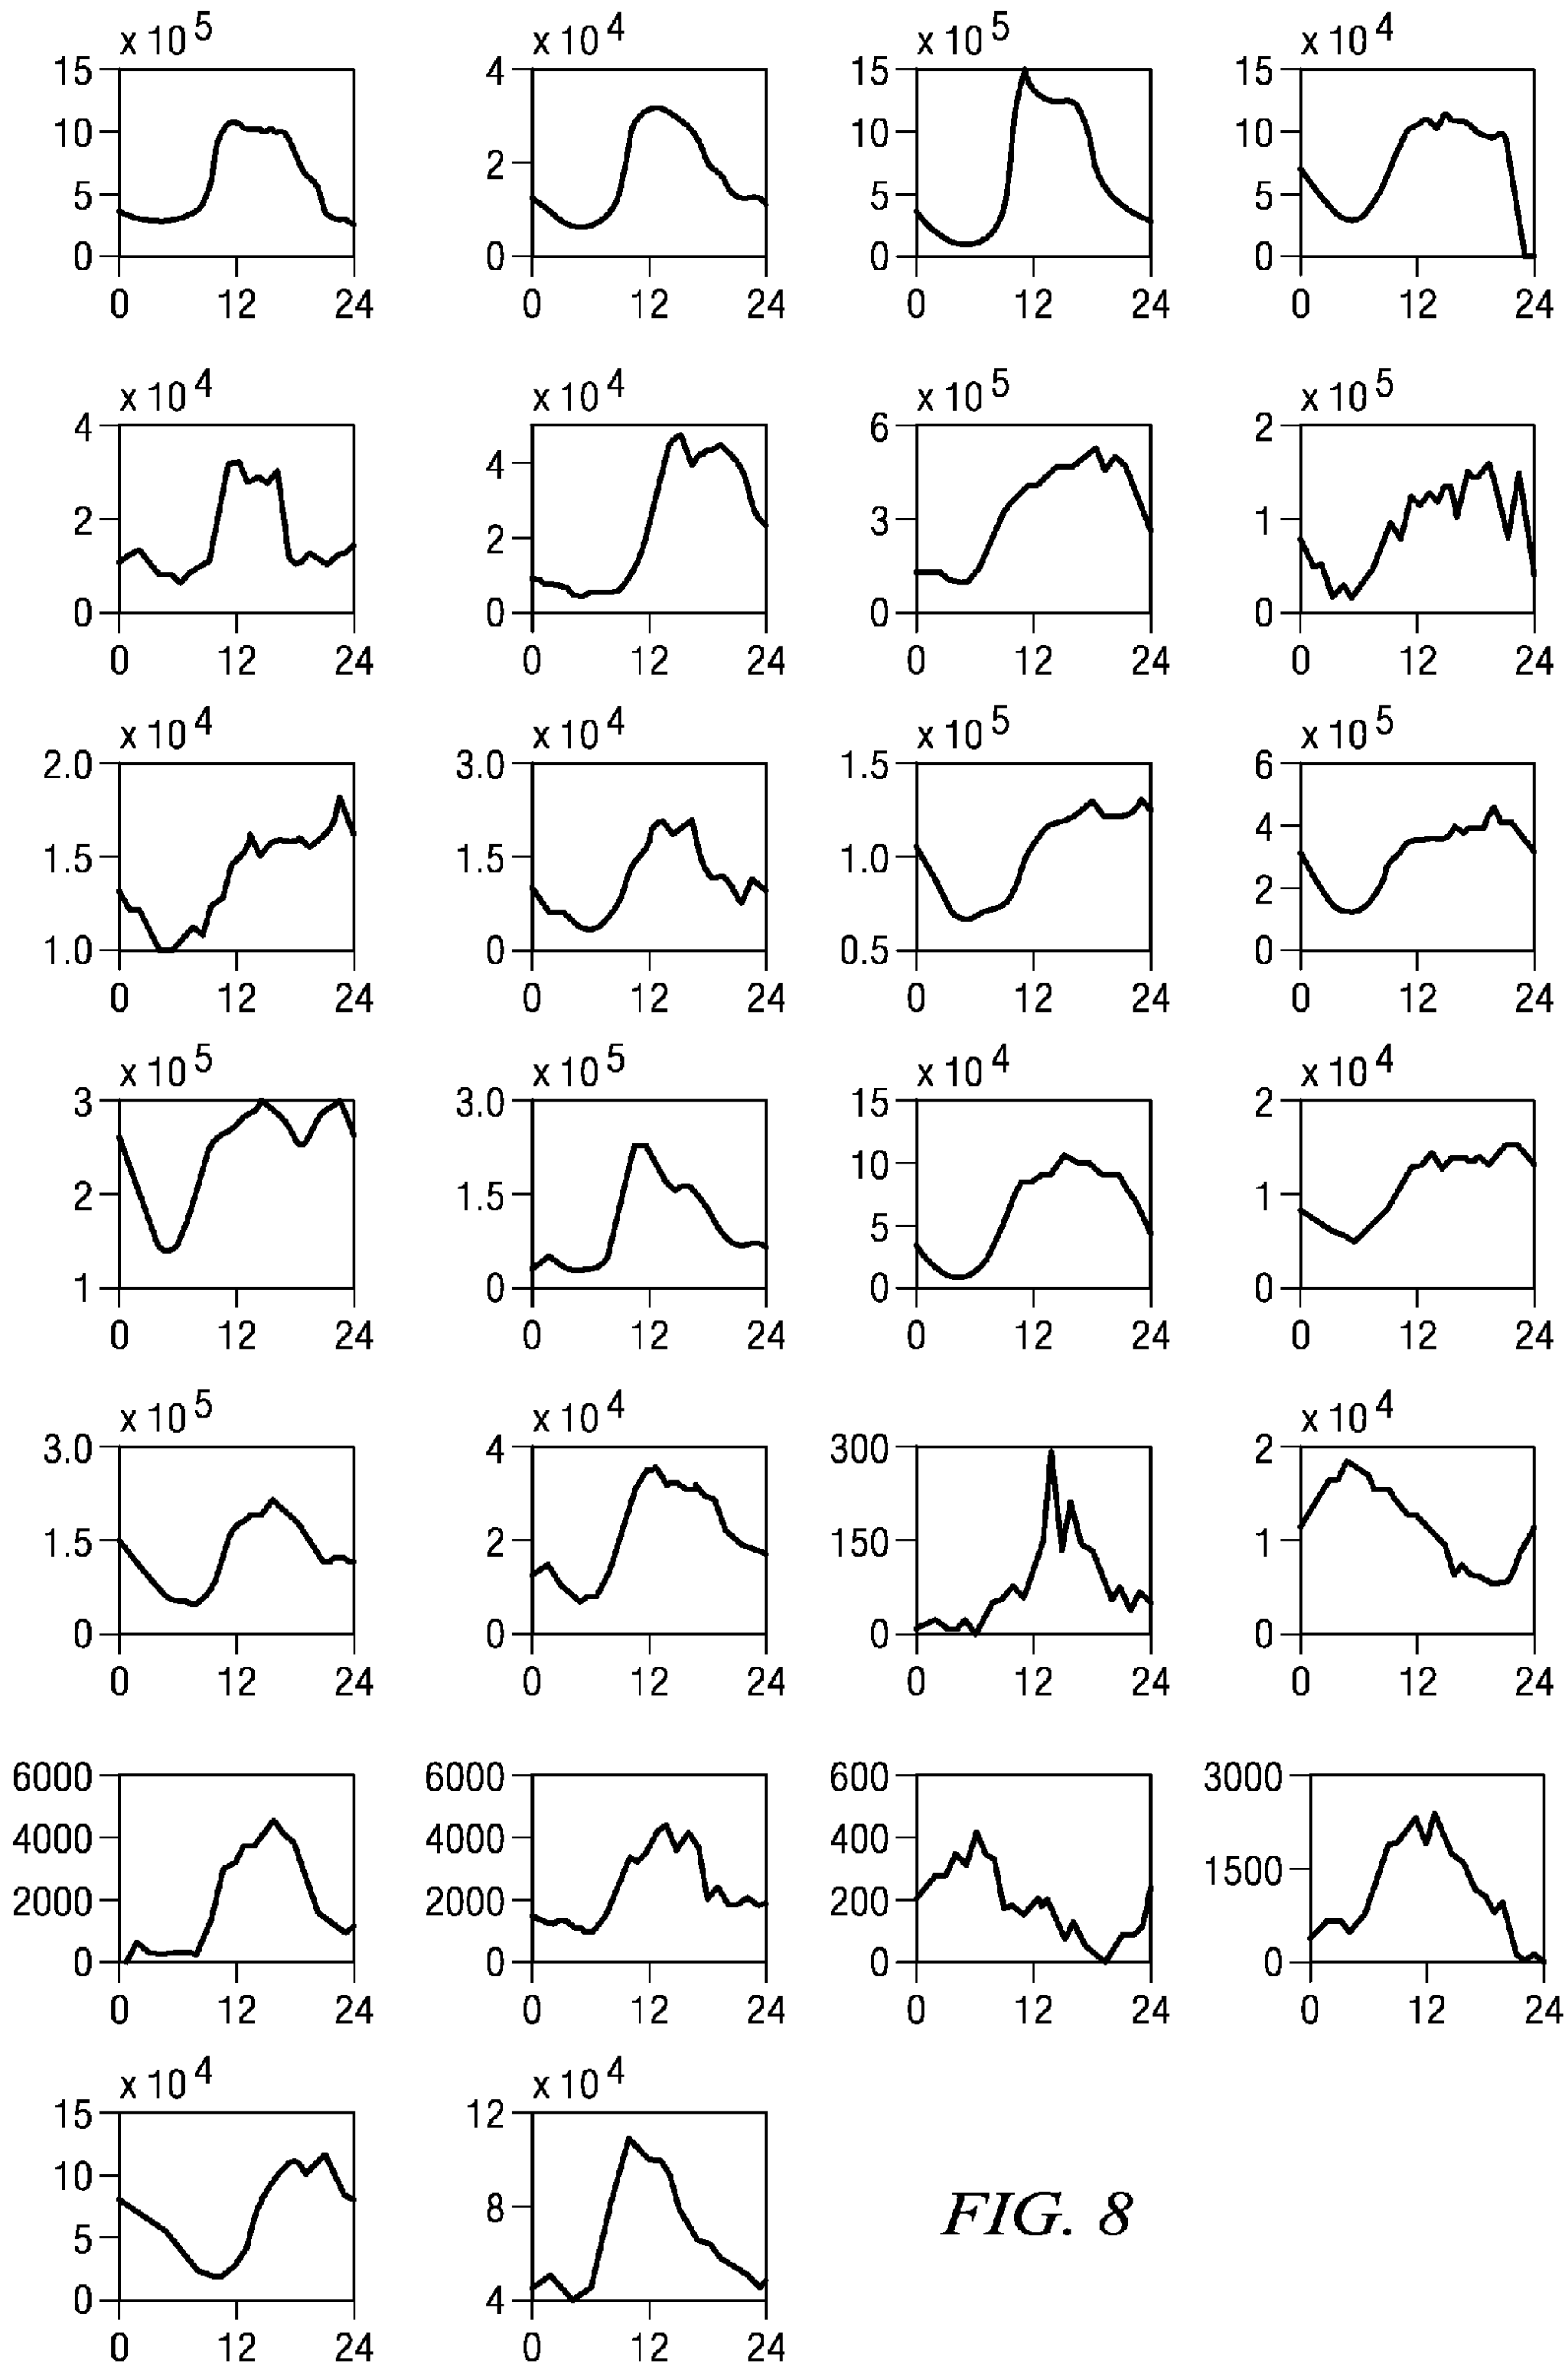 x 10 5 x 10 4 x 10 5 x 10 4
15 4 15 15
10 2 10 10
5 5 5
0 0 0 0
0 12 24 0 12 24 0 12 24 0 12 24
x 10 4 x 10 4 x 10 5 x 10 5
4 4 6 2
2 2 3 1
0 0 0 0
0 12 24 0 12 24 0 12 24 0 12 24
x 10 4 x 10 4 x 10 5 x 10 5
2.0 3.0 1.5 6
1.5 1.5 1.0 4
2
1.0 0 0.5 0
0 12 24 0 12 24 0 12 24 0 12 24
x 10 5 x 10 5 x 10 4 x 10 4
3 3.0 15 2
2 1.5 10 1
5
1 0 0 0
0 12 24 0 12 24 0 12 24 0 12 24
x 10 5 x 10 4 x 10 4
3.0 4 300 2
1.5 2 150 1
0 0 0 0
0 12 24 0 12 24 0 12 24 0 12 24
6000 6000 600 3000
4000 4000 400 1500
2000 2000 200
0 0 0 0
0 12 24 0 12 24 0 12 24 0 12 24
x 10 4 x 10 4
15 12
10 8
5
0 4
0 12 24 0 12 24
FIG. 8